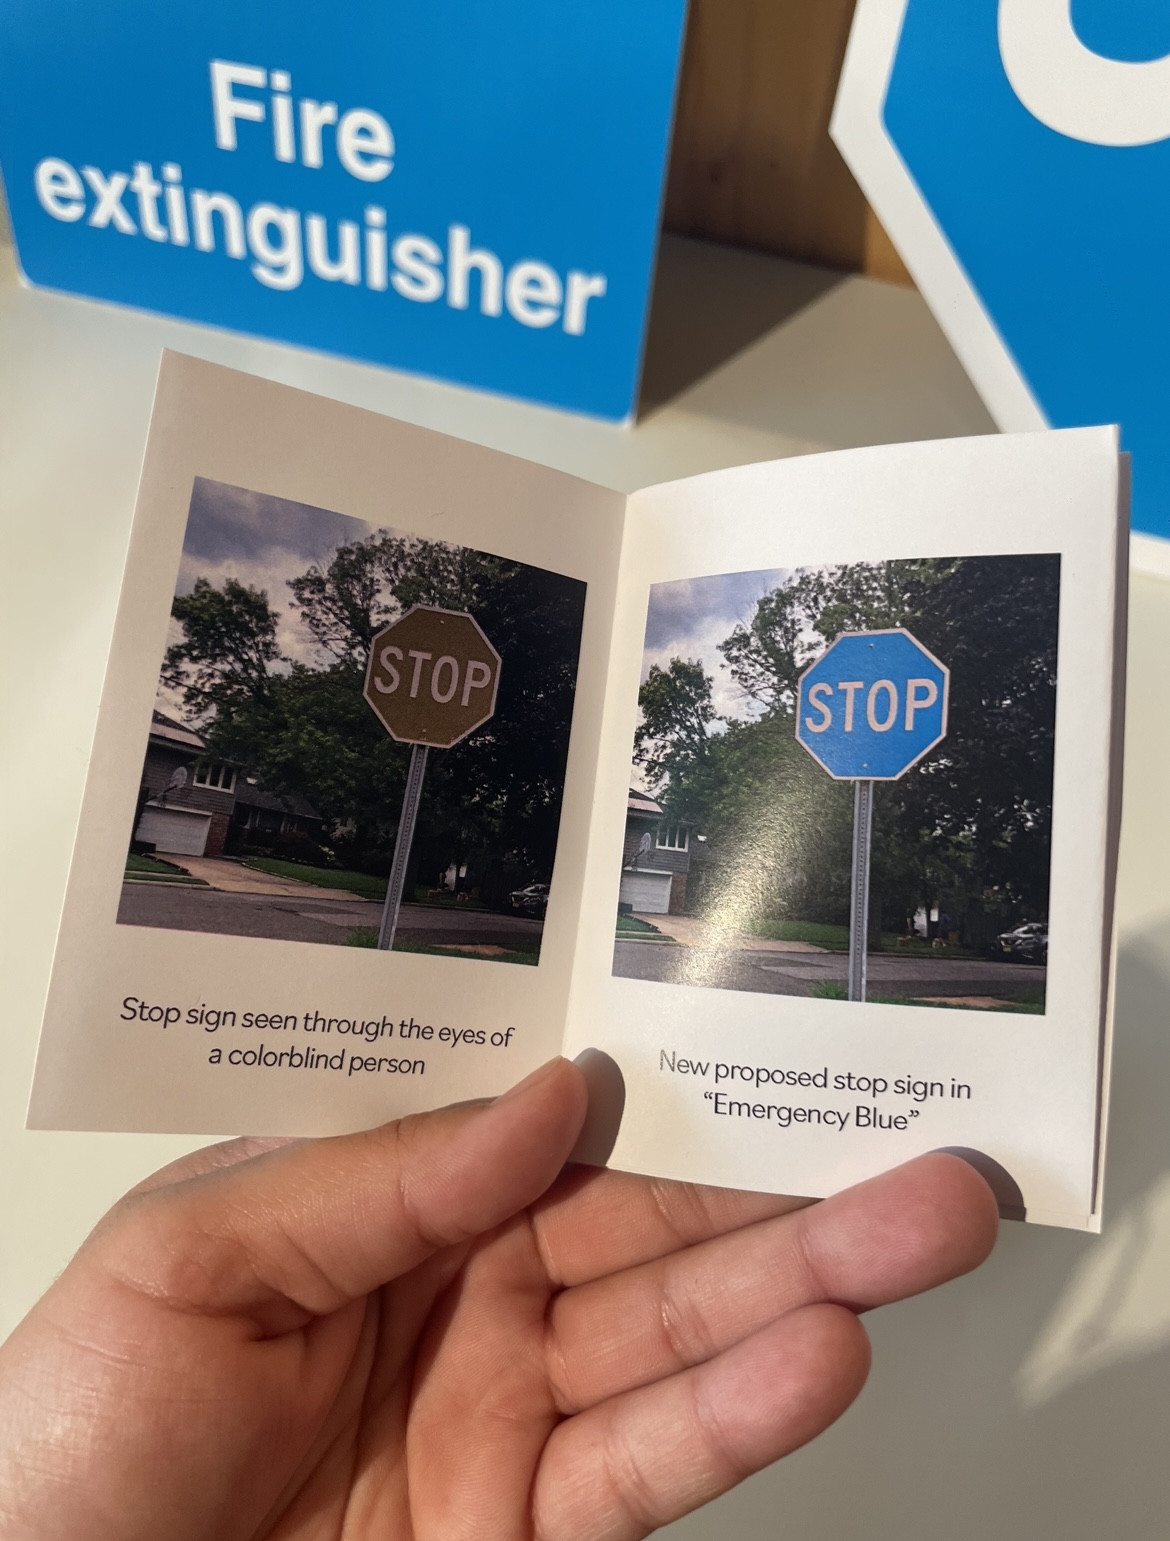 Fire
extinguisher
STOP
Stop sign seen through the eyes of
a colorblind person
STOP
New proposed stop sign in
“Emergency Blue”